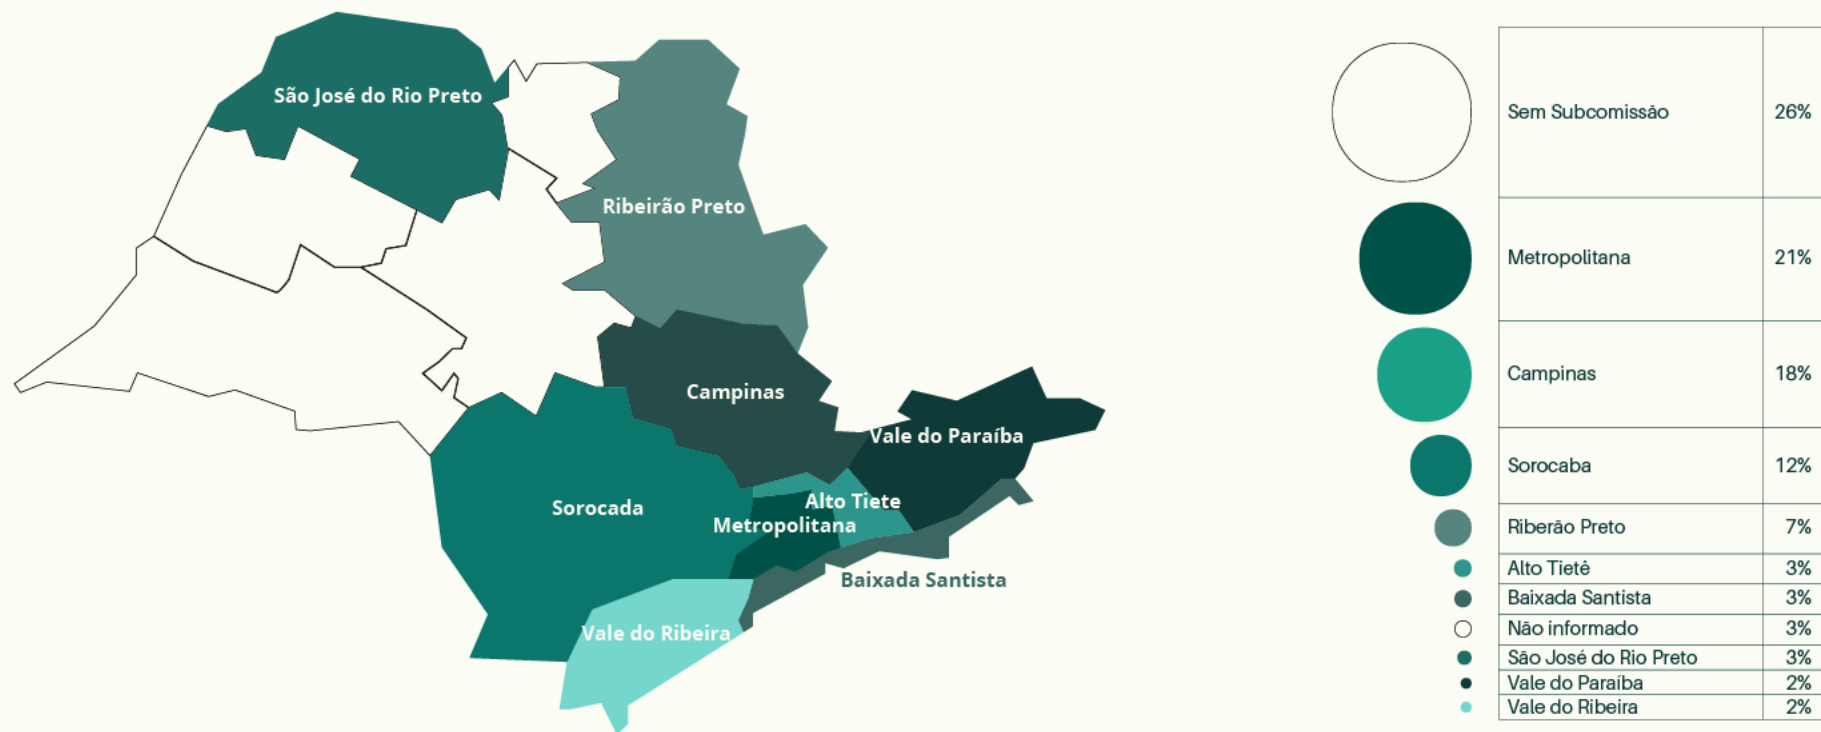 São José do Rio Preto
Ribeirão Preto
Campinas
Vale do Paraíba
Alto Tiete
Sorocada
Metropolitana
Baixada Santista
Vale do Ribeira
Sem Subcomissão 26%
Metropolitana 21%
Campinas 18%
Sorocaba 12%
Riberão Preto 7%
Alto Tietê 3%
Baixada Santista 3%
Não informado 3%
São José do Rio Preto 3%
Vale do Paraíba 2%
Vale do Ribeira 2%